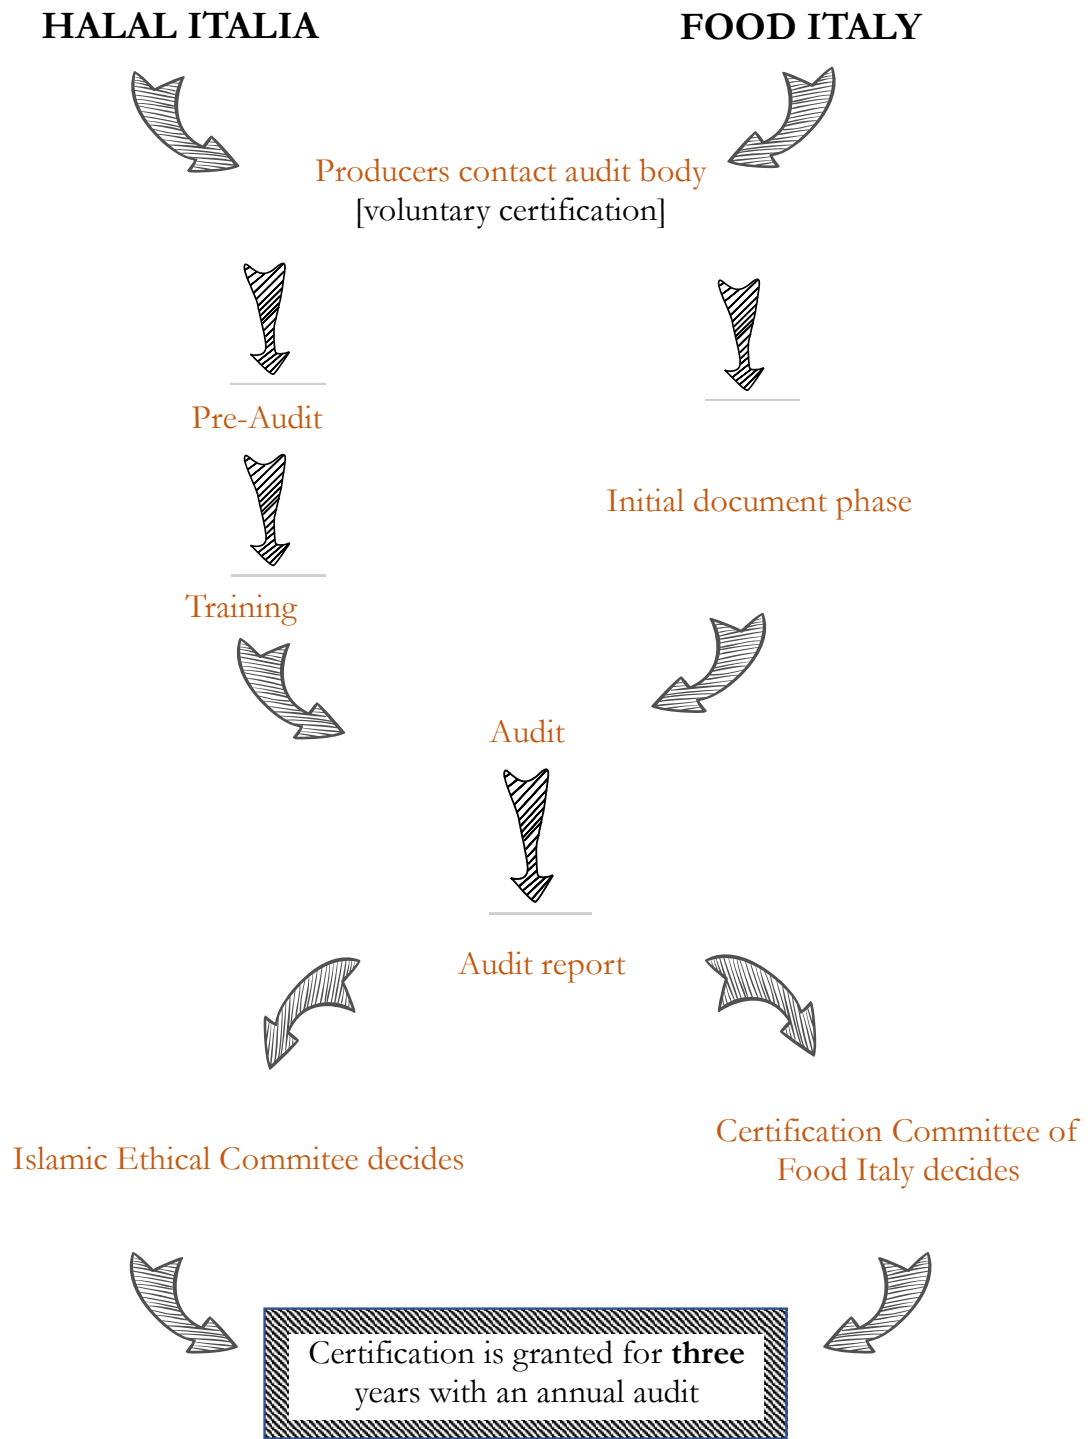 HALAL ITALIA
FOOD ITALY
Producers contact audit body
[voluntary certification]
Pre-Audit
Initial document phase
Training
Audit
Audit report
Islamic Ethical Commitee decides
Certification Committee of
Food Italy decides
Certification is granted for three
years with an annual audit